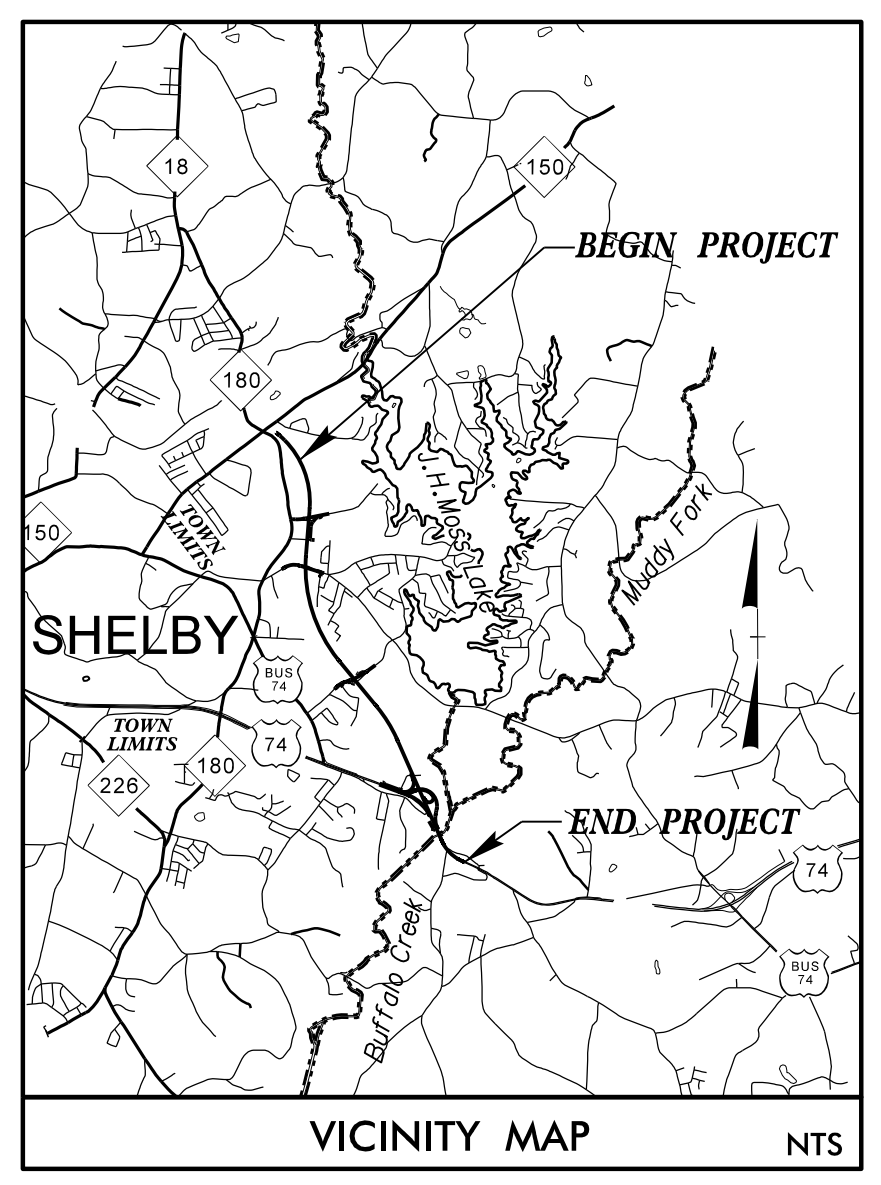 18
150
BEGIN PROJECT
180
J.H. Moss Lake
Muddy Fork
150
TOWN
LIMITS
SHELBY
BUS
74
TOWN
LIMITS
74
180
226
END PROJECT
74
Buffalo Creek
BUS
74
VICINITY MAP
NTS